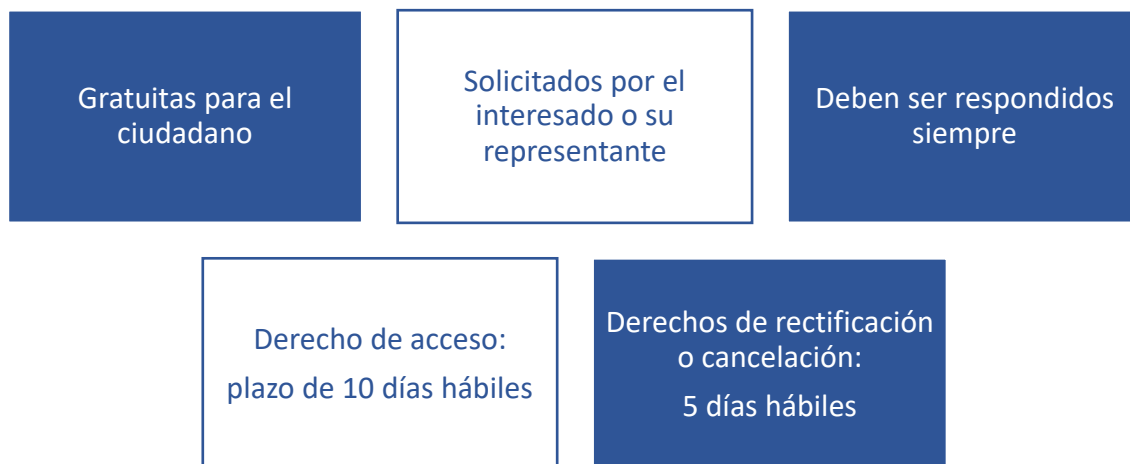 Gratuitas para el
ciudadano
Solicitados por el
interesado o su
representante
Deben ser respondidos
siempre
Derecho de acceso:
plazo de 10 días hábiles
Derechos de rectificación
o cancelación:
5 días hábiles